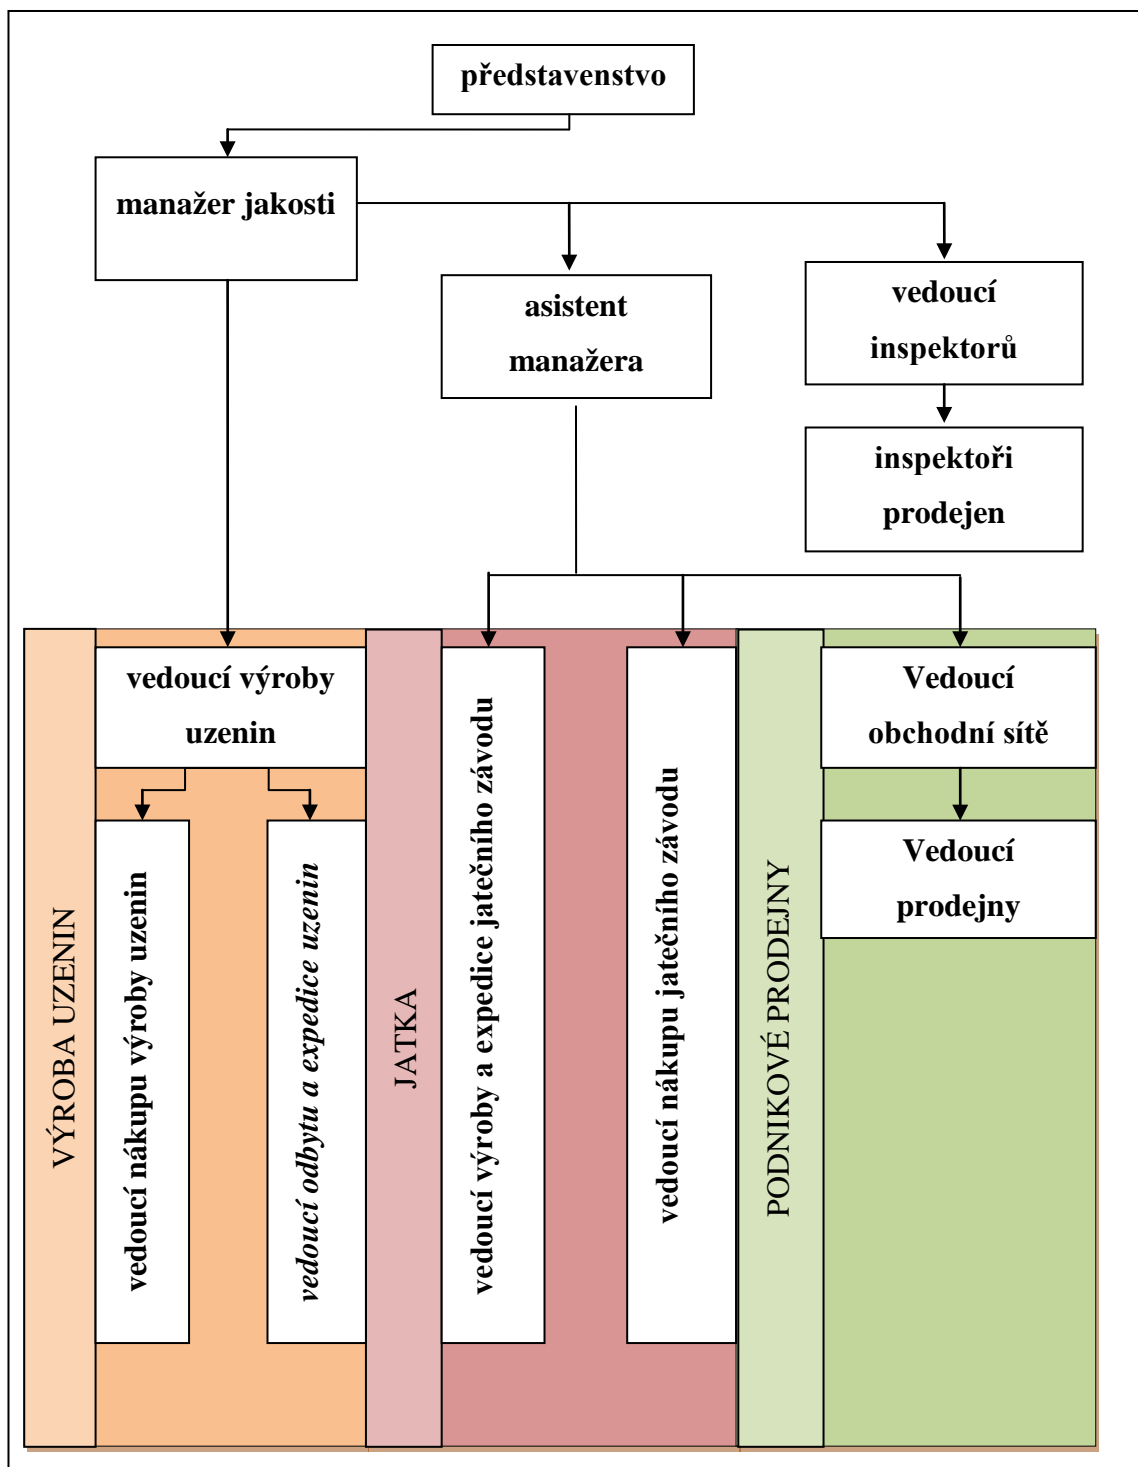 představenstvo
manažer jakosti
asistent
manažera
vedoucí
inspektorů
inspektoři
prodejen
VÝROBA UZENIN
vedoucí výroby
uzenin
vedoucí nákupu výroby uzenin
vedoucí odbytu a expedice uzenin
JATKA
vedoucí výroby a expedice jatečního závodu
vedoucí nákupu jatečního závodu
PODNIKOVÉ PRODEJNY
Vedoucí
obchodní sítě
Vedoucí
prodejny